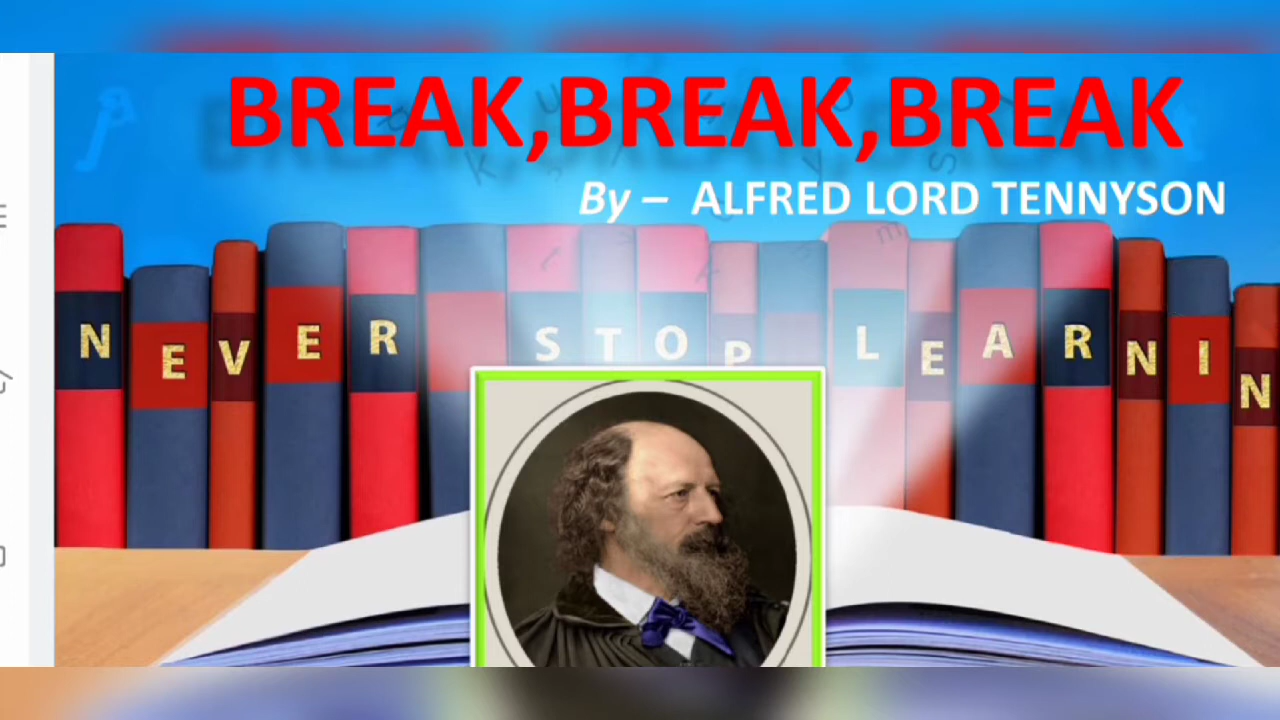 BREAK,BREAK,BREAK
By – ALFRED LORD TENNYSON
NEVER STOP LEARNIN